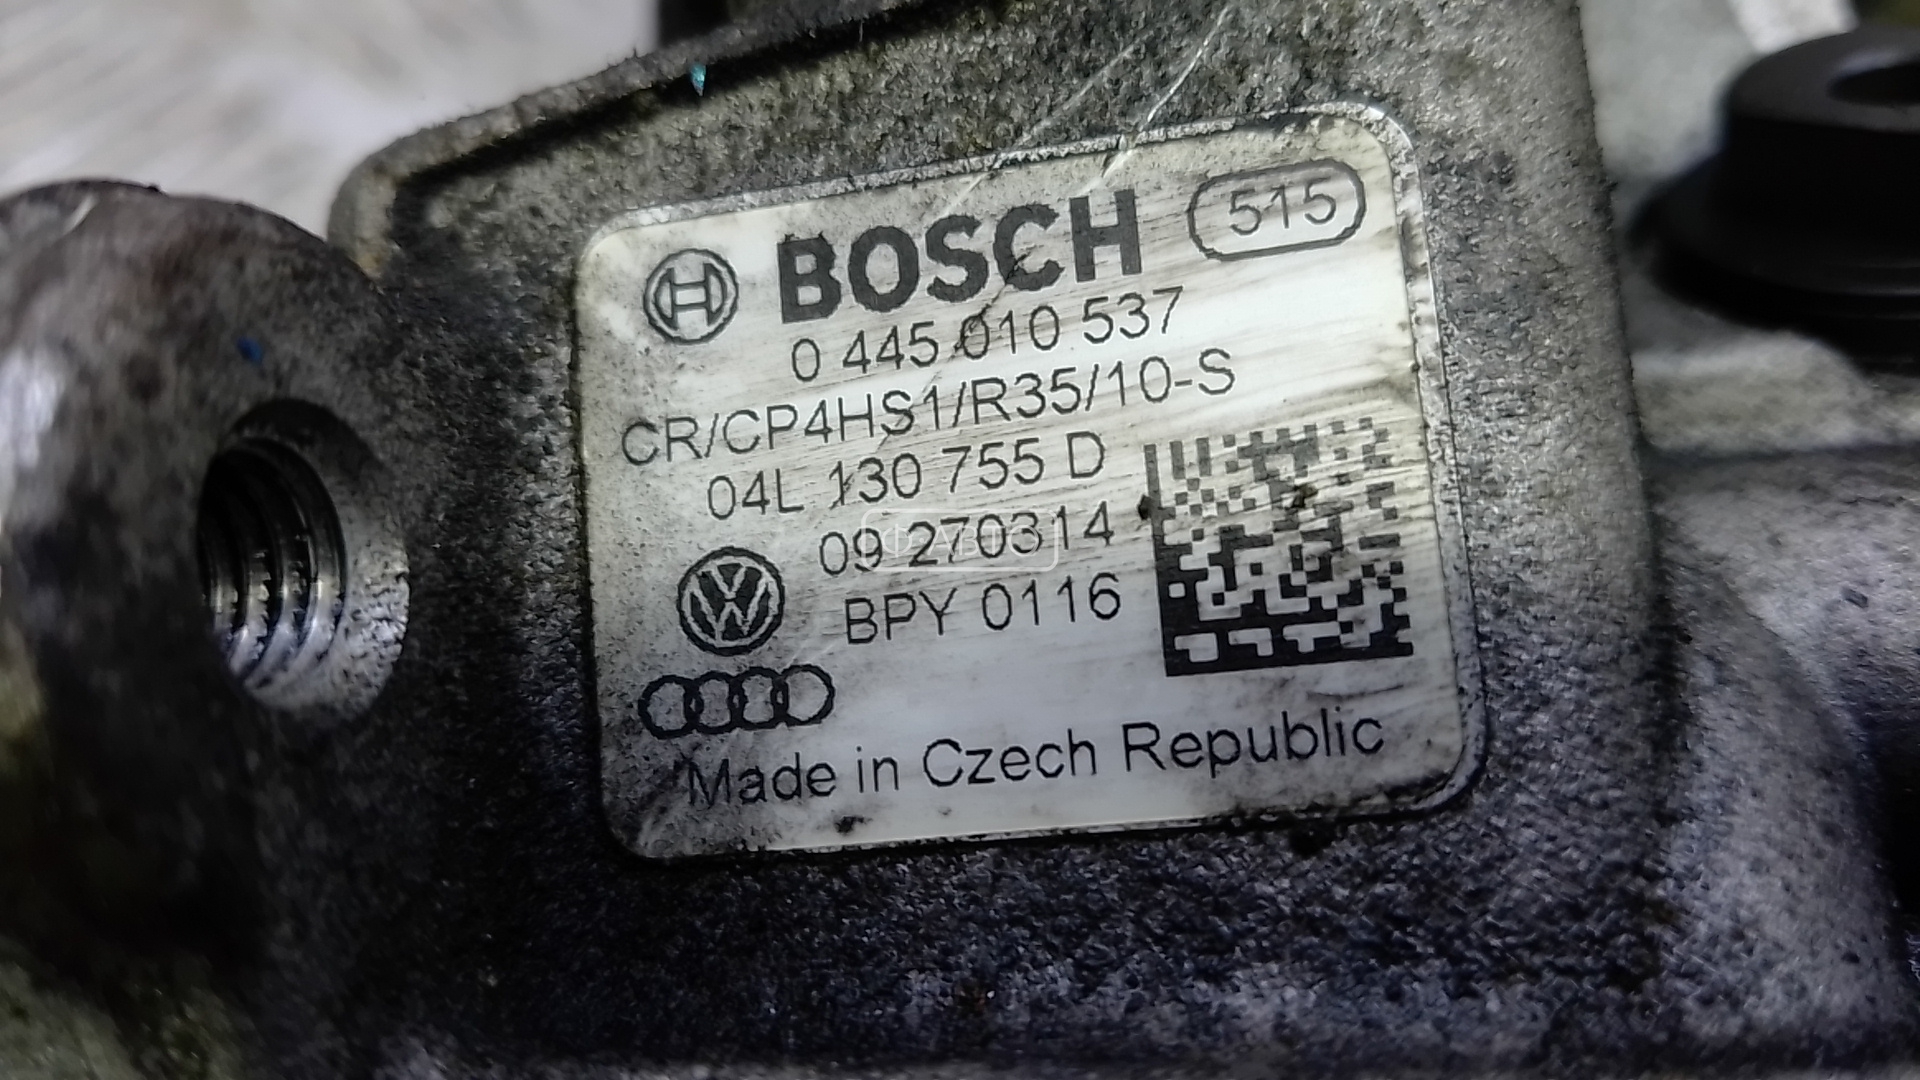 BOSCH 515
0 445 010 537
CR/CP4HS1/R35/10-S
04L 130 755 D
09 270314
BPY 0116
Made in Czech Republic